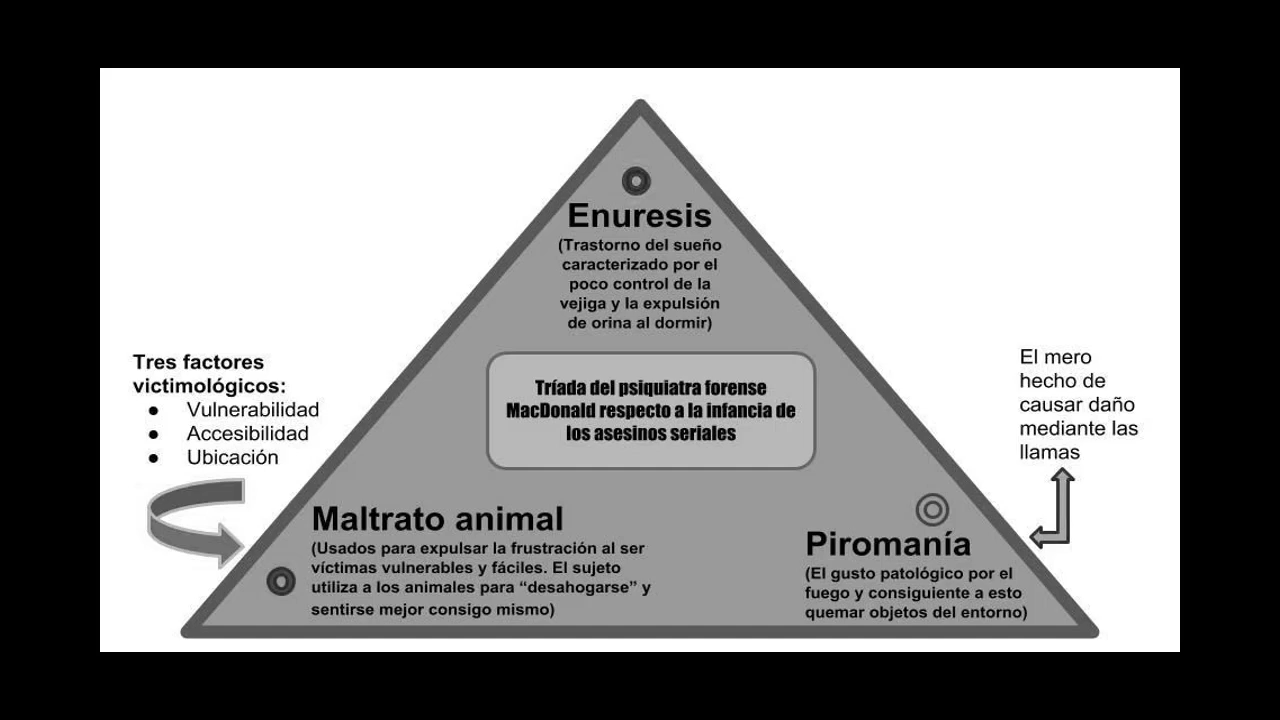 Enuresis
(Trastorno del sueño
caracterizado por el
poco control de la
vejiga y la expulsión
de orina al dormir)
Tres factores
victimológicos:
● Vulnerabilidad
● Accesibilidad
● Ubicación
Tríada del psiquiatra forense
MacDonald respecto a la infancia de
los asesinos seriales
El mero
hecho de
causar daño
mediante las
llamas
Maltrato animal
(Usados para expulsar la frustración al ser
víctimas vulnerables y fáciles. El sujeto
utiliza a los animales para “desahogarse” y
sentirse mejor consigo mismo)
Piromanía
(El gusto patológico por el
fuego y consiguiente a esto
quemar objetos del entorno)